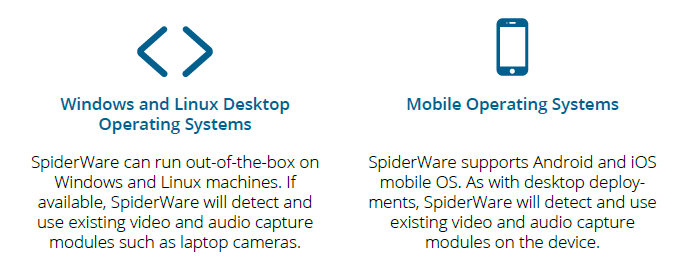 Windows and Linux Desktop
Operating Systems
SpiderWare can run out-of-the-box on
Windows and Linux machines. If
available, SpiderWare will detect and
use existing video and audio capture
modules such as laptop cameras.
Mobile Operating Systems
SpiderWare supports Android and iOS
mobile OS. As with desktop deploy-
ments, SpiderWare will detect and use
existing video and audio capture
modules on the device.